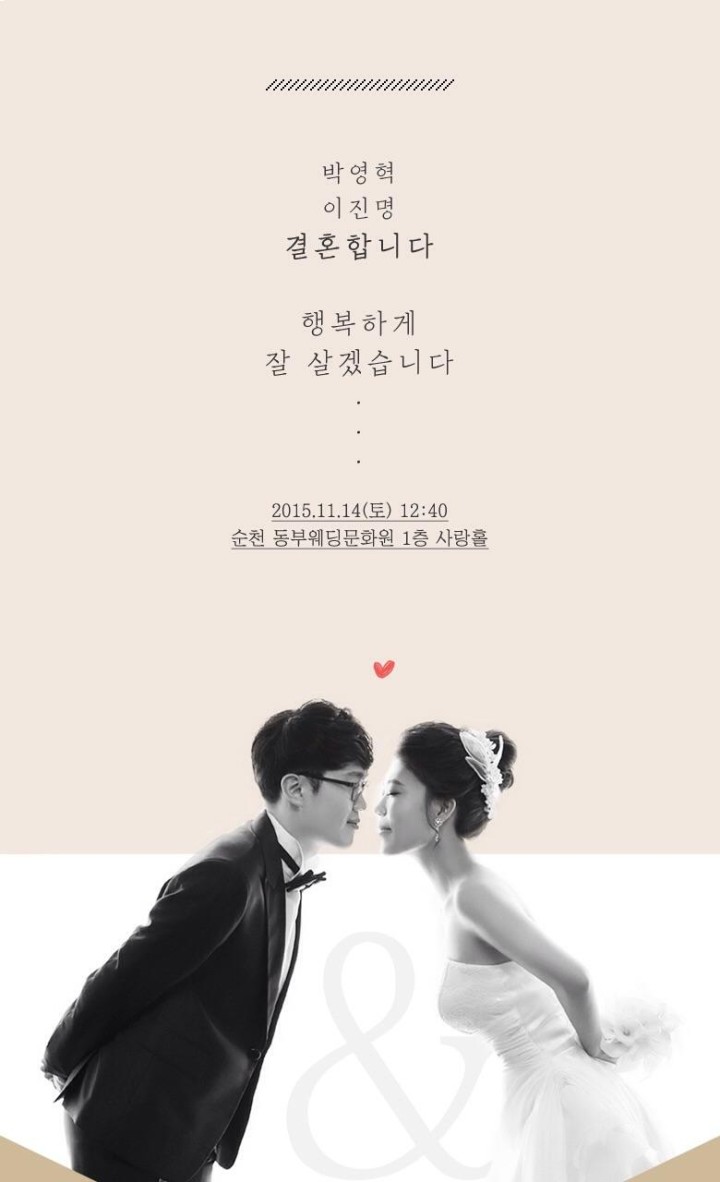 박영혁
이진명
결혼합니다
행복하게
잘 살겠습니다
.
.
.
2015.11.14(토) 12:40
순천 동부웨딩문화원 1층 사랑홀
&